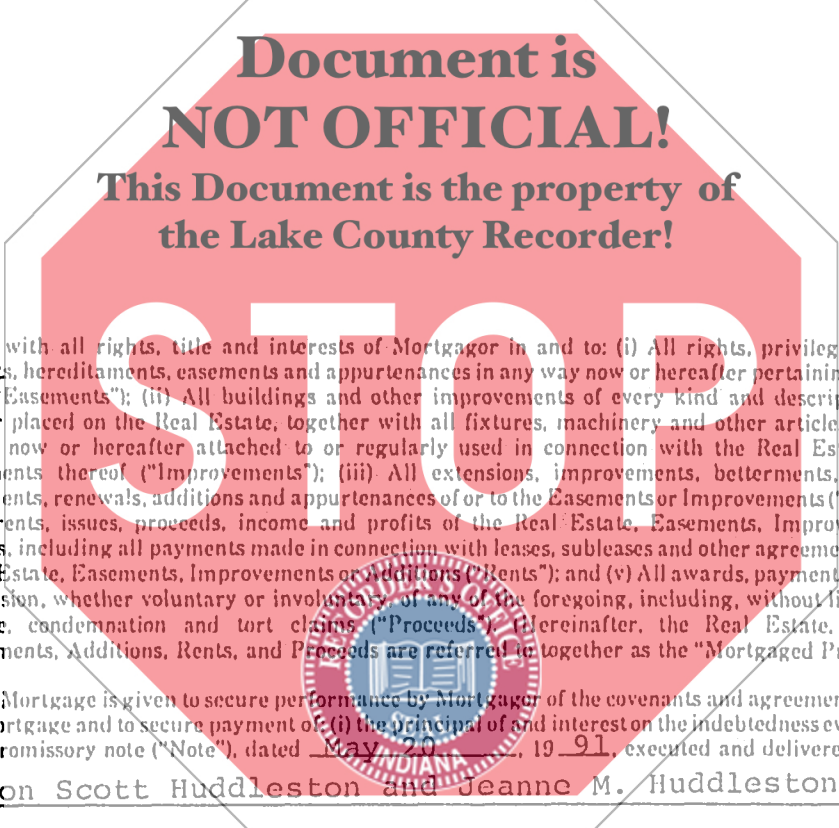 Document is
NOT OFFICIAL!
This Document is the property of
the Lake County Recorder!
STOP
with all rights, title and interests of Mortgagor in and to: (i) All rights, privileg
s, hereditaments, easements and appurtenances in any way now or hereafter pertainin
Easements"); (ii) All buildings and other improvements of every kind and descrip
placed on the Real Estate, together with all fixtures, machinery and other article
now or hereafter attached to or regularly used in connection with the Real Es
ents thereof ("Improvements"); (iii) All extensions, improvements, betterments,
ents, renewals, additions and appurtenances of or to the Easements or Improvements (
ents, issues, proceeds, income and profits of the Real Estate, Easements, Improv
s, including all payments made in connection with leases, subleases and other agreeme
Estate, Easements, Improvements or Additions ("Rents"); and (v) All awards, payment
sion, whether voluntary or involuntary, of any of the foregoing, including, without li
e, condemnation and tort claims ("Proceeds"). (Hereinafter, the Real Estate,
ents, Additions, Rents, and Proceeds are referred to together as the "Mortgaged Pr
Mortgage is given to secure performance by Mortgagor of the covenants and agreemen
ortgage and to secure payment of: (i) the principal of and interest on the indebtedness ev
romissory note ("Note"), dated May 20, 19 91, executed and delivere
on Scott Huddleston and Jeanne M. Huddleston
RECORDER'S OFFICE
SEAL
INDIANA